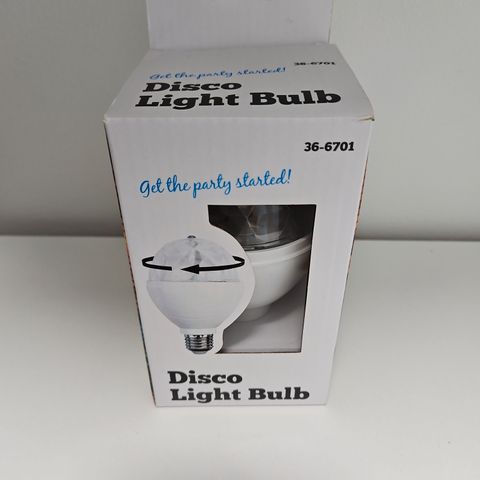 Get the party started!
36-6701
Disco
Light Bulb
36-6701
Get the party started!
Disco
Light Bulb